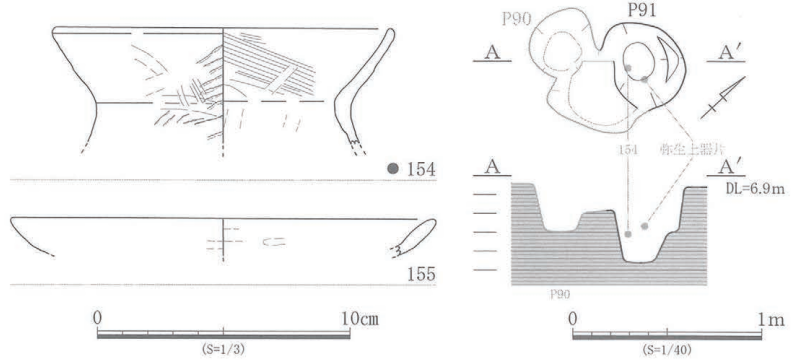 154
155
0 10cm
(S=1/3)
P90 P91
A A′
154 弥生土器片
A A′
DL=6.9m
P90
0 1m
(S=1/40)